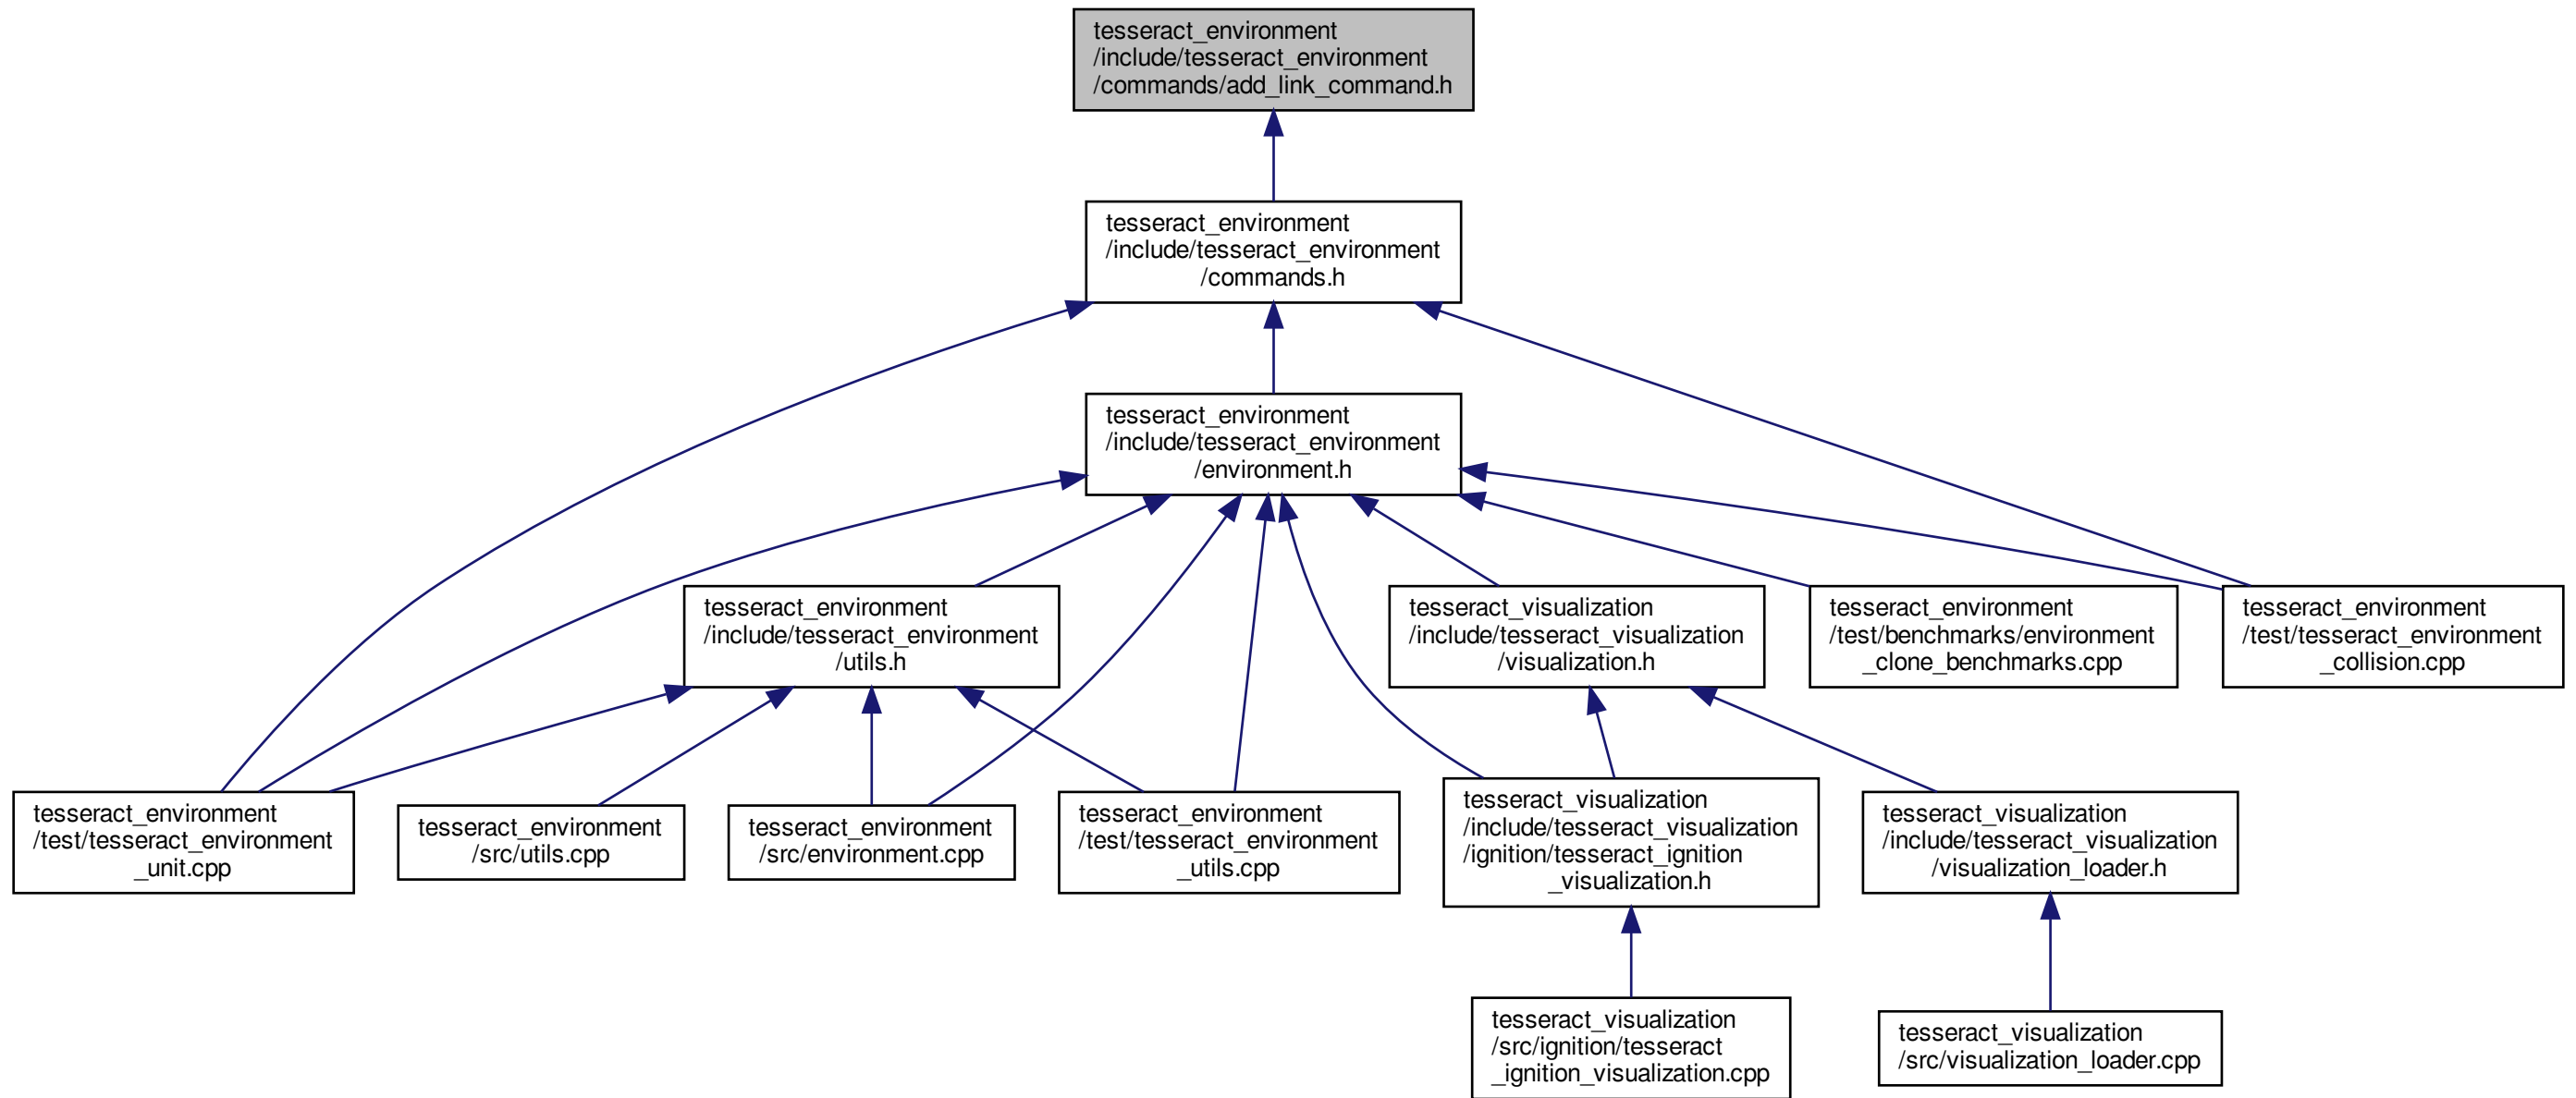 tesseract_environment
/include/tesseract_environment
/commands/add_link_command.h
tesseract_environment
/include/tesseract_environment
/commands.h
tesseract_environment
/include/tesseract_environment
/environment.h
tesseract_environment
/include/tesseract_environment
/utils.h
tesseract_visualization
/include/tesseract_visualization
/visualization.h
tesseract_environment
/test/benchmarks/environment
_clone_benchmarks.cpp
tesseract_environment
/test/tesseract_environment
_collision.cpp
tesseract_environment
/test/tesseract_environment
_unit.cpp
tesseract_environment
/src/utils.cpp
tesseract_environment
/src/environment.cpp
tesseract_environment
/test/tesseract_environment
_utils.cpp
tesseract_visualization
/include/tesseract_visualization
/ignition/tesseract_ignition
_visualization.h
tesseract_visualization
/include/tesseract_visualization
/visualization_loader.h
tesseract_visualization
/src/ignition/tesseract
_ignition_visualization.cpp
tesseract_visualization
/src/visualization_loader.cpp